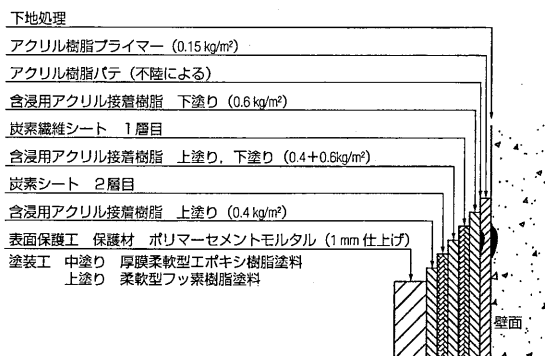 下地処理
アクリル樹脂プライマー（0.15 kg/m²）
アクリル樹脂パテ（不陸による）
含浸用アクリル接着樹脂　下塗り（0.6 kg/m²）
炭素繊維シート　1層目
含浸用アクリル接着樹脂　上塗り，下塗り（0.4＋0.6kg/m²）
炭素シート　2層目
含浸用アクリル接着樹脂　上塗り（0.4 kg/m²）
表面保護工　保護材　ポリマーセメントモルタル（1 mm 仕上げ）
塗装工　中塗り　厚膜柔軟型エポキシ樹脂塗料
上塗り　柔軟型フッ素樹脂塗料
壁面